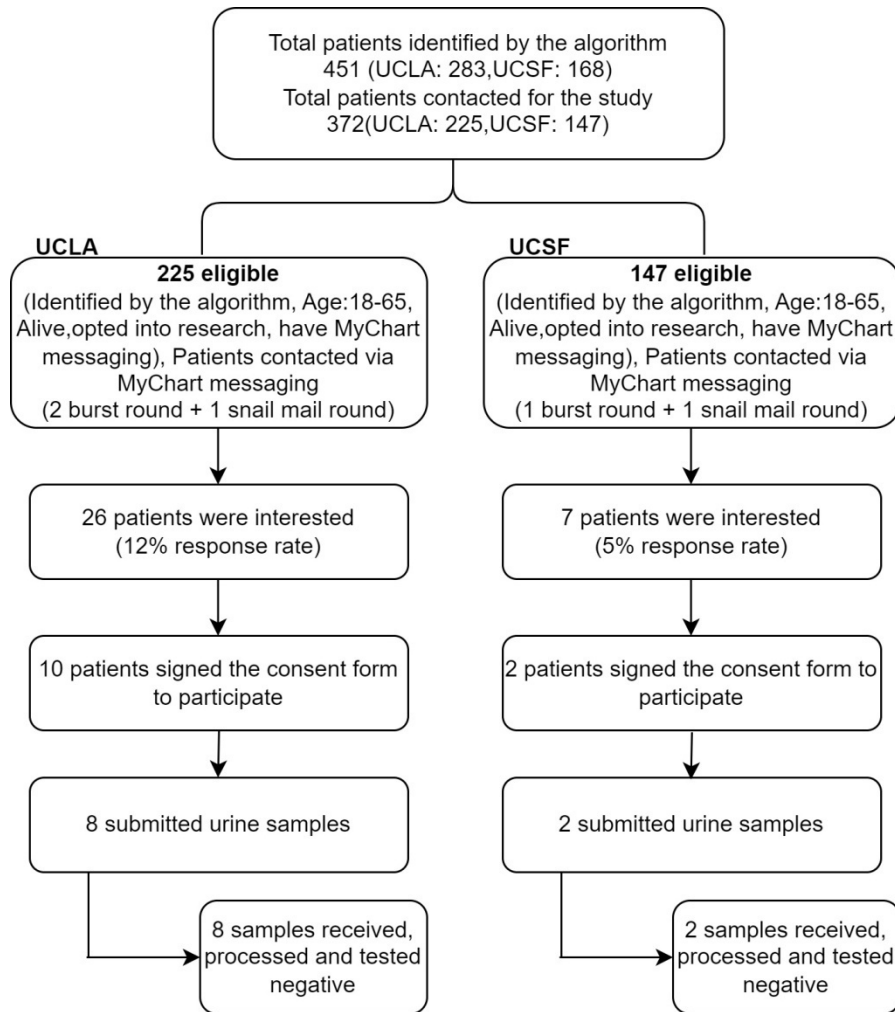 Total patients identified by the algorithm
451 (UCLA: 283,UCSF: 168)
Total patients contacted for the study
372(UCLA: 225,UCSF: 147)
UCLA
225 eligible
(Identified by the algorithm, Age:18-65,
Alive,opted into research, have MyChart
messaging), Patients contacted via
MyChart messaging
(2 burst round + 1 snail mail round)
26 patients were interested
(12% response rate)
10 patients signed the consent form
to participate
8 submitted urine samples
8 samples received,
processed and tested
negative
UCSF
147 eligible
(Identified by the algorithm, Age:18-65,
Alive,opted into research, have MyChart
messaging), Patients contacted via
MyChart messaging
(1 burst round + 1 snail mail round)
7 patients were interested
(5% response rate)
2 patients signed the consent form to
participate
2 submitted urine samples
2 samples received,
processed and tested
negative